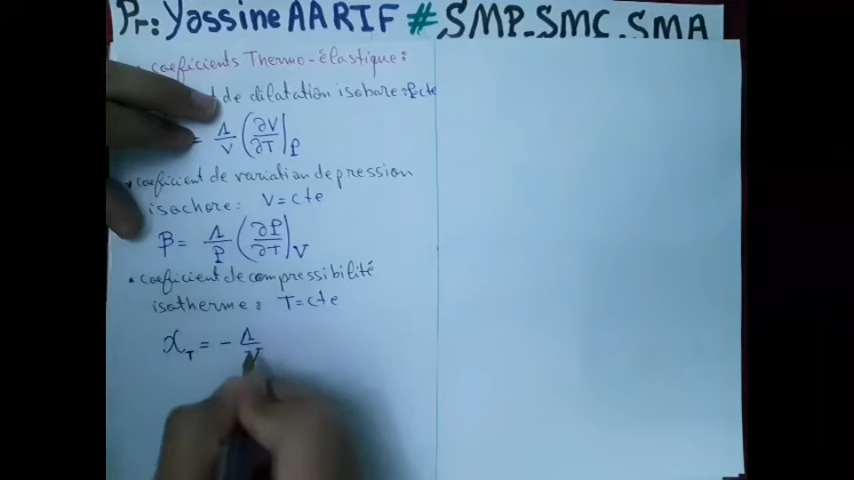 Pr: Yassine AARIF #SMP_SMC_SMA
• coefficients Thermo-élastique:
de dilatation isobare: P=cte
= 1/V (∂V/∂T)|P
• coefficient de variation de pression
isochore: V=cte
β = 1/P (∂P/∂T)|V
• coefficient de compressibilité
isotherme: T=cte
χT = - 1/V